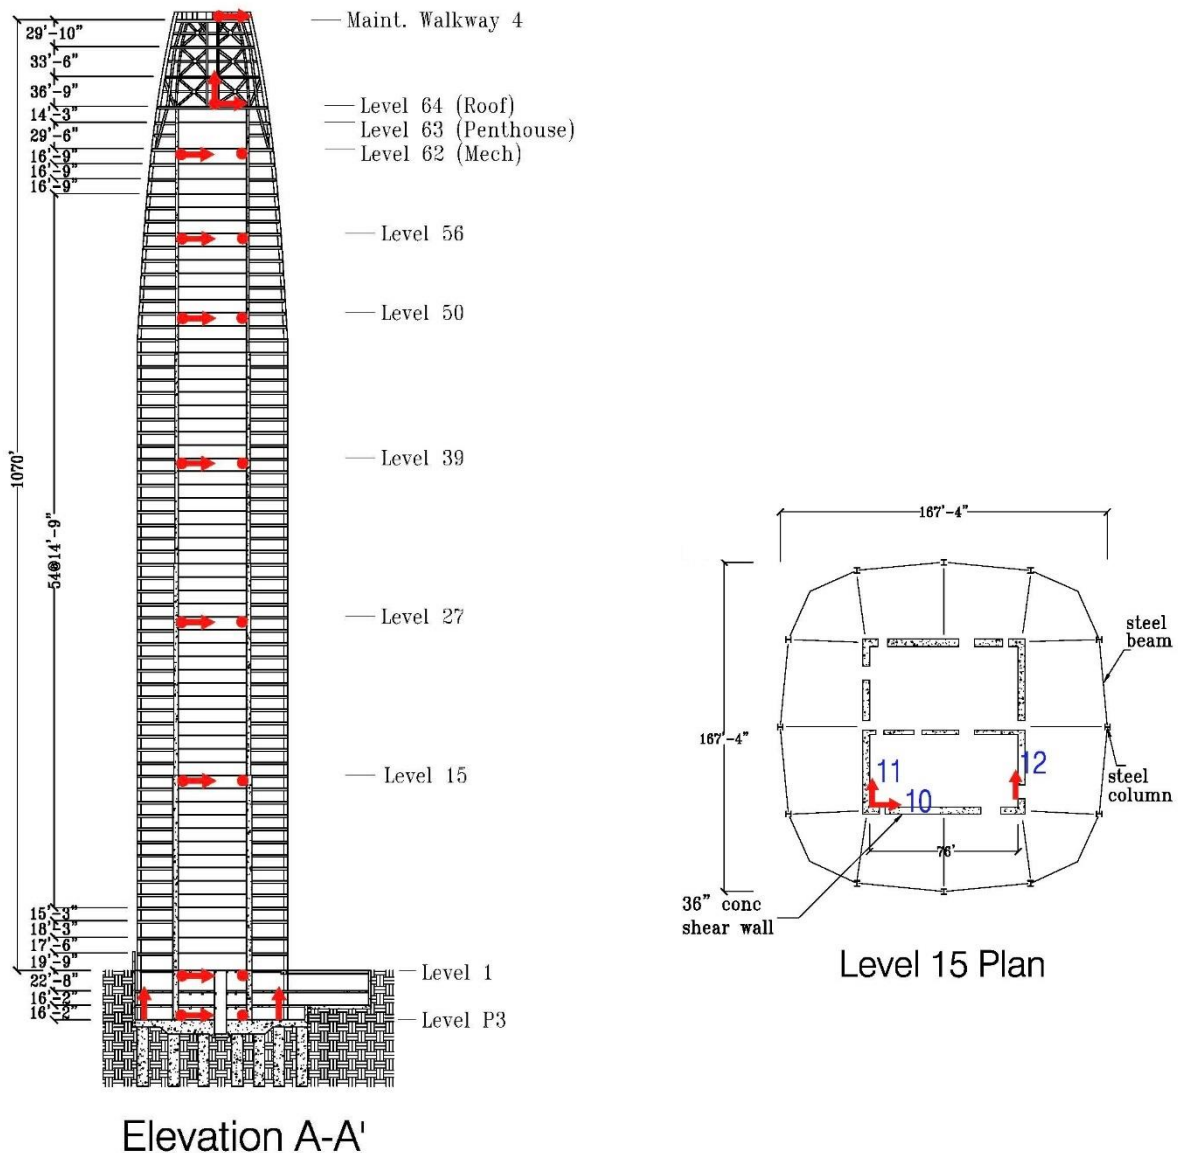 Maint. Walkway 4
29'-10"
33'-6"
36'-9"
14'-3"
29'-6"
16'-9"
16'-9"
16'-9"
Level 64 (Roof)
Level 63 (Penthouse)
Level 62 (Mech)
Level 56
Level 50
Level 39
Level 27
Level 15
1070'
54@14'-9"
15'-3"
18'-3"
17'-6"
19'-9"
22'-8"
16'-2"
16'-2"
Level 1
Level P3
Elevation A-A'
167'-4"
167'-4"
steel
beam
steel
column
11
12
10
76'
36" conc
shear wall
Level 15 Plan